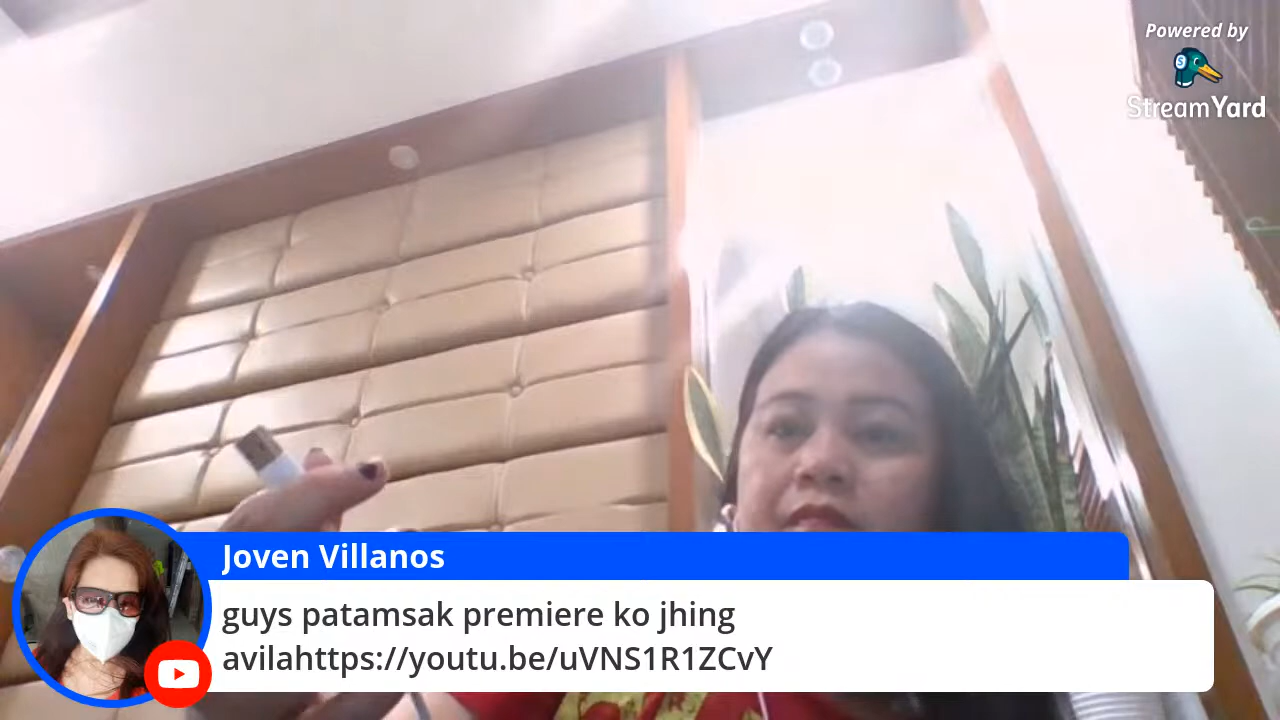 Powered by
StreamYard
Joven Villanos
guys patamsak premiere ko jhing
avilahttps://youtu.be/uVNS1R1ZCvY